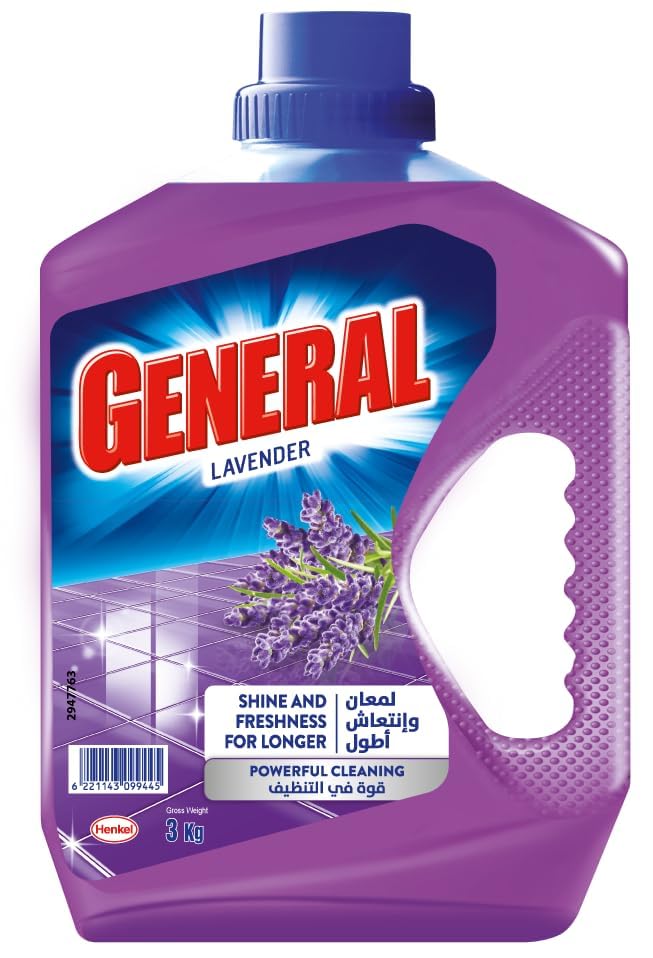 GENERAL
LAVENDER
SHINE AND
FRESHNESS
FOR LONGER
لمعان
وإنتعاش
أطول
POWERFUL CLEANING
قوة في التنظيف
2947763
6 221143 099445
Henkel
Gross Weight
3 Kg